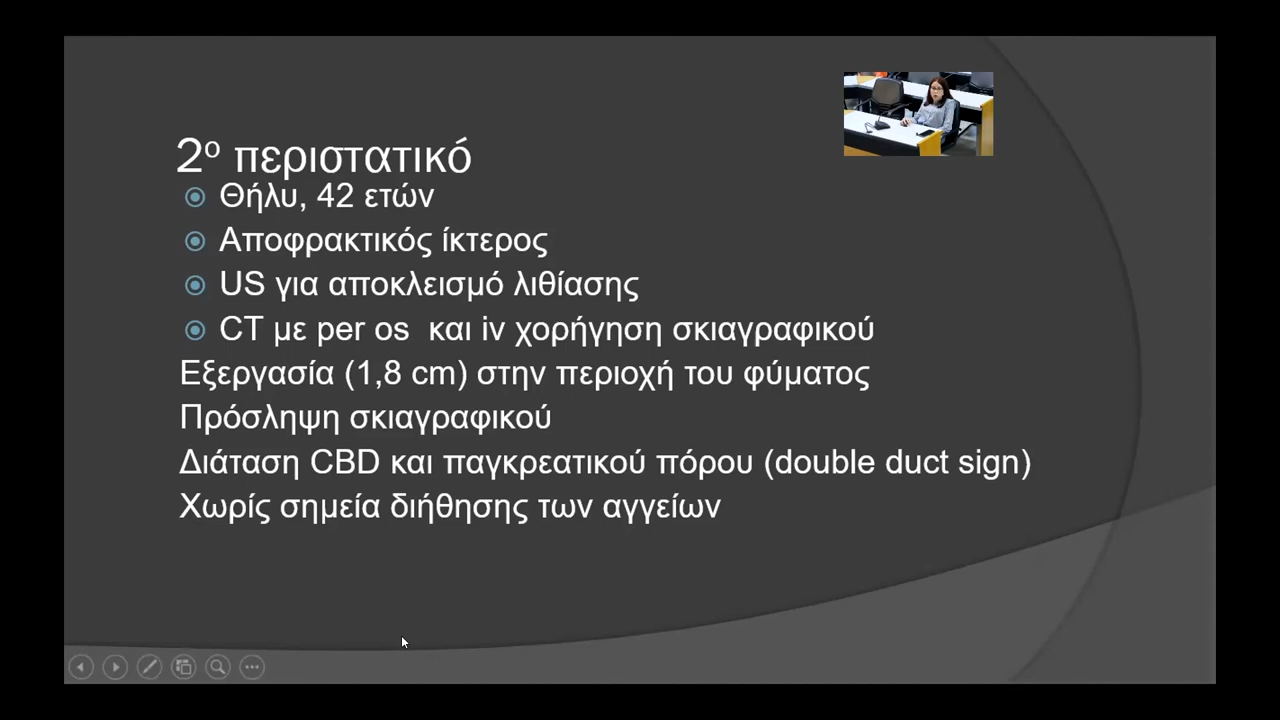 2ο περιστατικό
Θήλυ, 42 ετών
Αποφρακτικός ίκτερος
US για αποκλεισμό λιθίασης
CT με per os  και iv χορήγηση σκιαγραφικού
Εξεργασία (1,8 cm) στην περιοχή του φύματος
Πρόσληψη σκιαγραφικού
Διάταση CBD και παγκρεατικού πόρου (double duct sign)
Χωρίς σημεία διήθησης των αγγείων